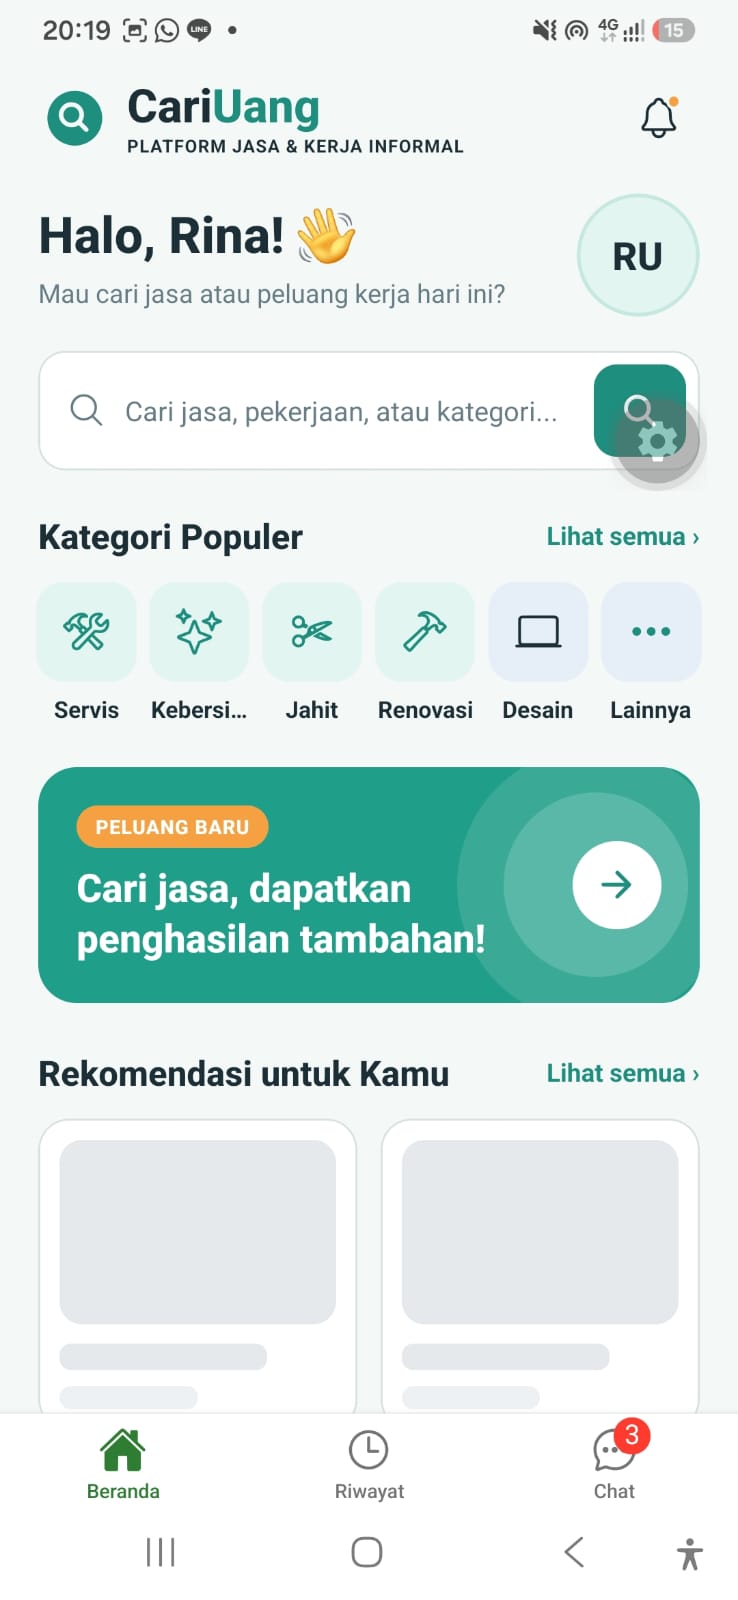 20:19
LINE
4G
15
CariUang
PLATFORM JASA & KERJA INFORMAL
Halo, Rina! 👋
RU
Mau cari jasa atau peluang kerja hari ini?
Cari jasa, pekerjaan, atau kategori...
Kategori Populer
Lihat semua ›
Servis
Kebersi...
Jahit
Renovasi
Desain
Lainnya
PELUANG BARU
Cari jasa, dapatkan
penghasilan tambahan!
Rekomendasi untuk Kamu
Lihat semua ›
3
Beranda
Riwayat
Chat